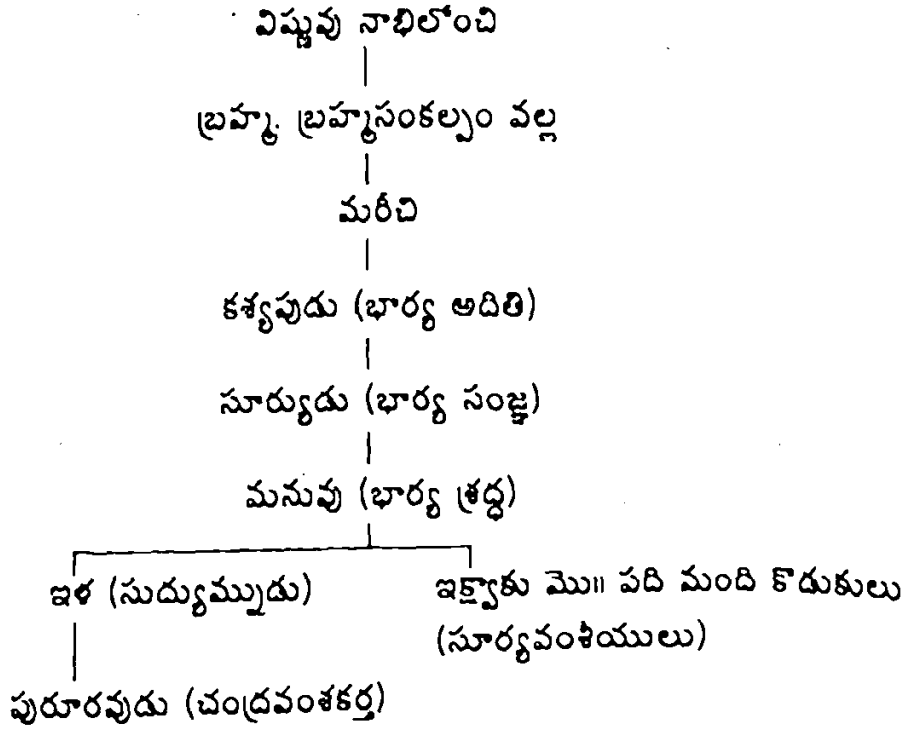 విష్ణువు నాభిలోంచి
బ్రహ్మ. బ్రహ్మసంకల్పం వల్ల
మరీచి
కశ్యపుడు (భార్య అదితి)
సూర్యుడు (భార్య సంజ్ఞ)
మనువు (భార్య శ్రద్ధ)
ఇళ (సుద్యుమ్నుడు)
ఇక్ష్వాకు మొ॥ పది మంది కొడుకులు
(సూర్యవంశీయులు)
పురూరవుడు (చంద్రవంశకర్త)